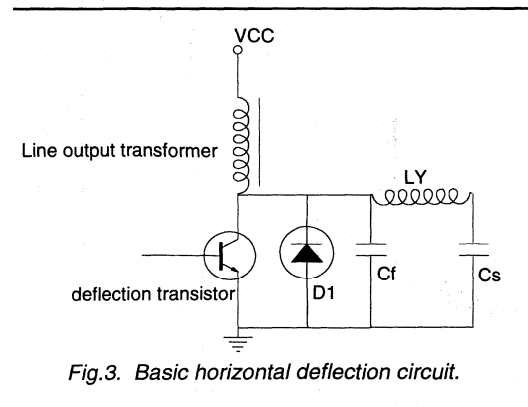 VCC
Line output transformer
LY
deflection transistor
D1
Cf
Cs
Fig.3. Basic horizontal deflection circuit.